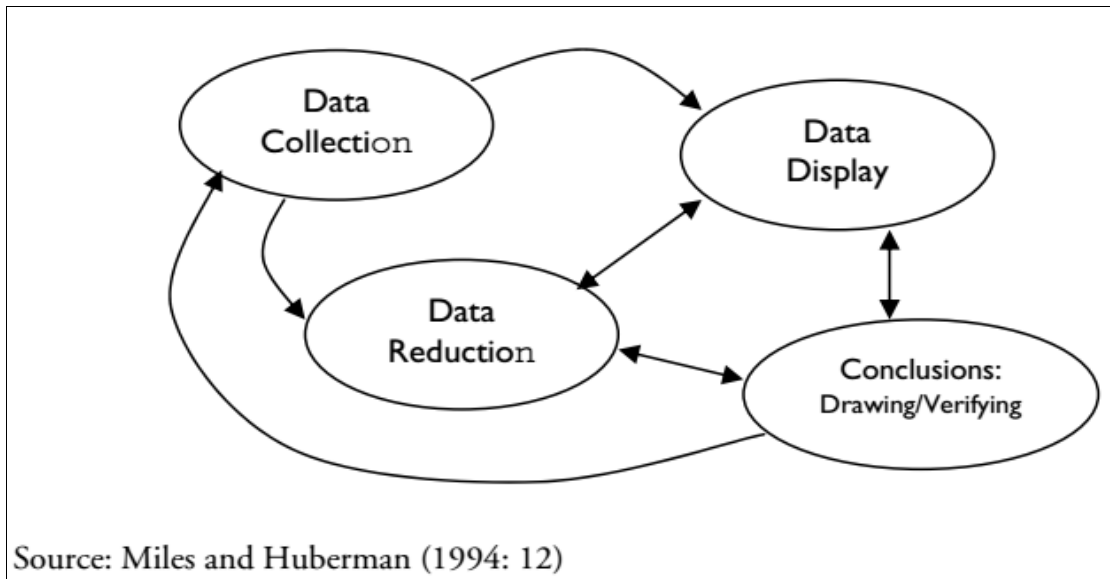 Data
Collection
Data
Display
Data
Reduction
Conclusions:
Drawing/Verifying
Source: Miles and Huberman (1994: 12)